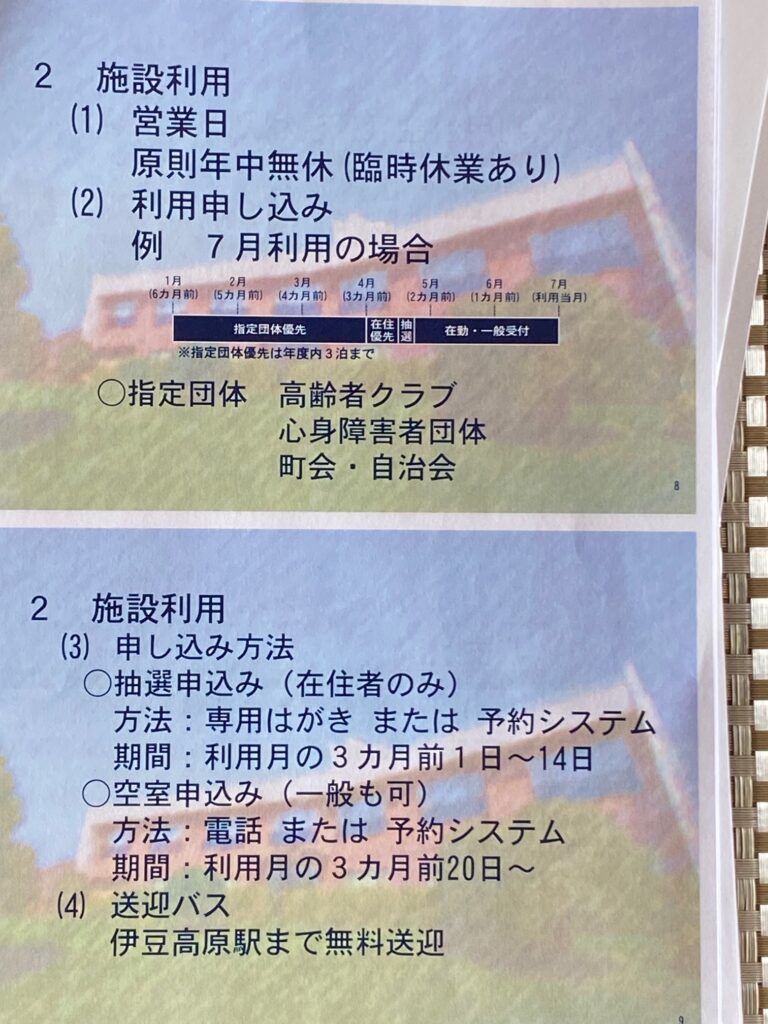 2 施設利用
(1) 営業日
原則年中無休(臨時休業あり)
(2) 利用申し込み
例 7月利用の場合
1月 2月 3月 4月 5月 6月 7月
(6カ月前) (5カ月前) (4カ月前) (3カ月前) (2カ月前) (1カ月前) (利用当月)
指定団体優先 在住優先 抽選 在勤・一般受付
※指定団体優先は年度内3泊まで
○指定団体 高齢者クラブ
心身障害者団体
町会・自治会
8
2 施設利用
(3) 申し込み方法
○抽選申込み(在住者のみ)
方法:専用はがき または 予約システム
期間:利用月の3カ月前1日~14日
○空室申込み(一般も可)
方法:電話 または 予約システム
期間:利用月の3カ月前20日~
(4) 送迎バス
伊豆高原駅まで無料送迎
9